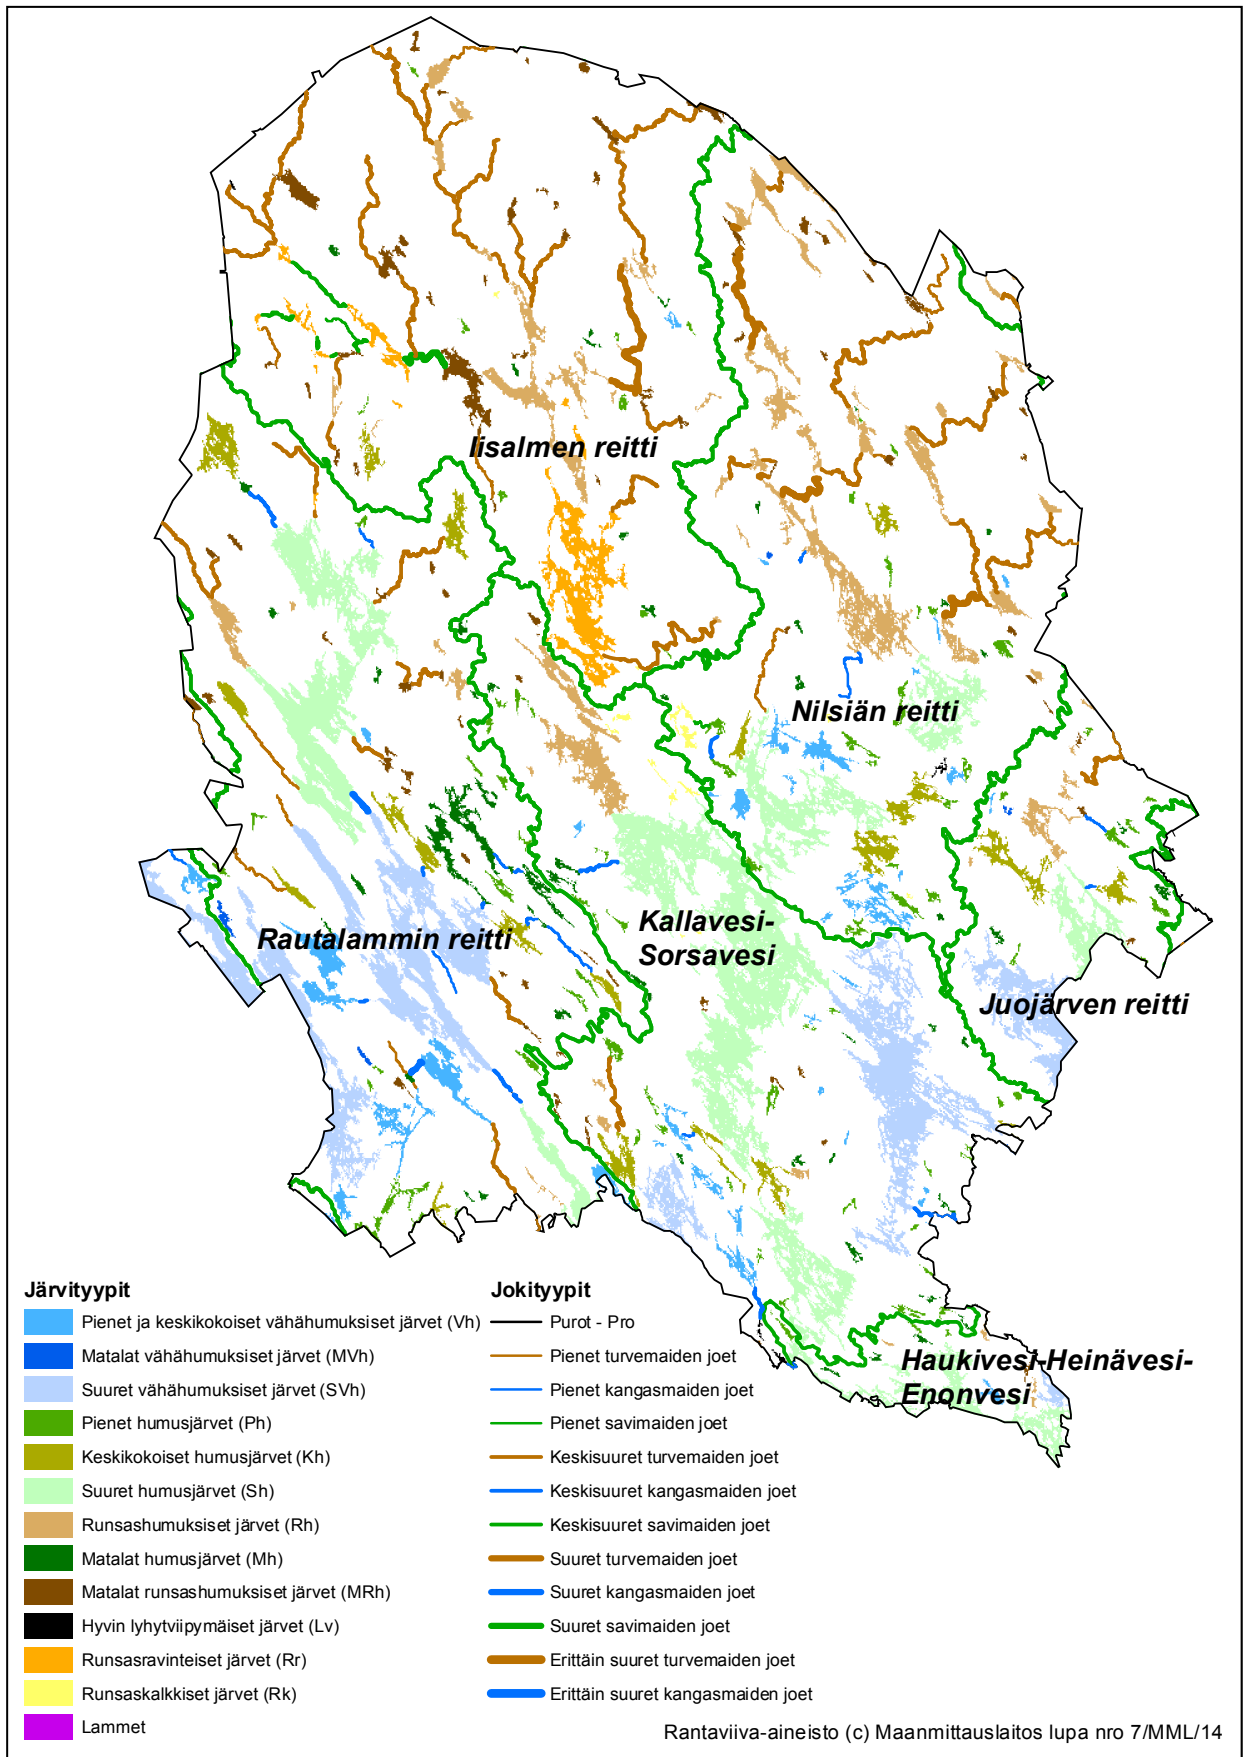 Iisalmen reitti
Nilsiän reitti
Kallavesi-
Sorsavesi
Rautalammin reitti
Juojärven reitti
Haukivesi-Heinävesi-
Enonvesi
Järvityypit
Pienet ja keskikokoiset vähähumuksiset järvet (Vh)
Matalat vähähumuksiset järvet (MVh)
Suuret vähähumuksiset järvet (SVh)
Pienet humusjärvet (Ph)
Keskikokoiset humusjärvet (Kh)
Suuret humusjärvet (Sh)
Runsashumuksiset järvet (Rh)
Matalat humusjärvet (Mh)
Matalat runsashumuksiset järvet (MRh)
Hyvin lyhytviipymäiset järvet (Lv)
Runsasravinteiset järvet (Rr)
Runsaskalkkiset järvet (Rk)
Lammet
Jokityypit
Purot - Pro
Pienet turvemaiden joet
Pienet kangasmaiden joet
Pienet savimaiden joet
Keskisuuret turvemaiden joet
Keskisuuret kangasmaiden joet
Keskisuuret savimaiden joet
Suuret turvemaiden joet
Suuret kangasmaiden joet
Suuret savimaiden joet
Erittäin suuret turvemaiden joet
Erittäin suuret kangasmaiden joet
Rantaviiva-aineisto (c) Maanmittauslaitos lupa nro 7/MML/14